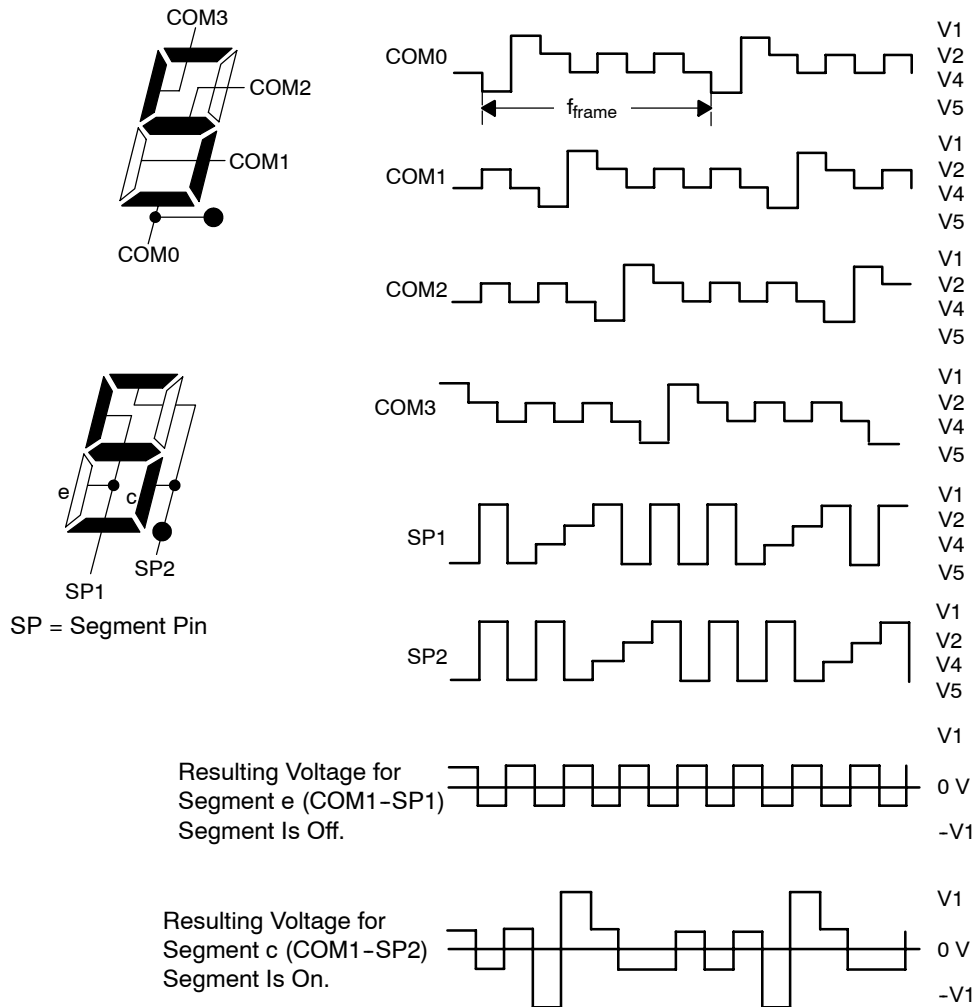 COM3
COM2
COM1
COM0
COM0
f_frame
V1
V2
V4
V5
COM1
V1
V2
V4
V5
COM2
V1
V2
V4
V5
e
c
SP1
SP2
SP = Segment Pin
COM3
V1
V2
V4
V5
SP1
V1
V2
V4
V5
SP2
V1
V2
V4
V5
Resulting Voltage for
Segment e (COM1-SP1)
Segment Is Off.
V1
0 V
-V1
Resulting Voltage for
Segment c (COM1-SP2)
Segment Is On.
V1
0 V
-V1